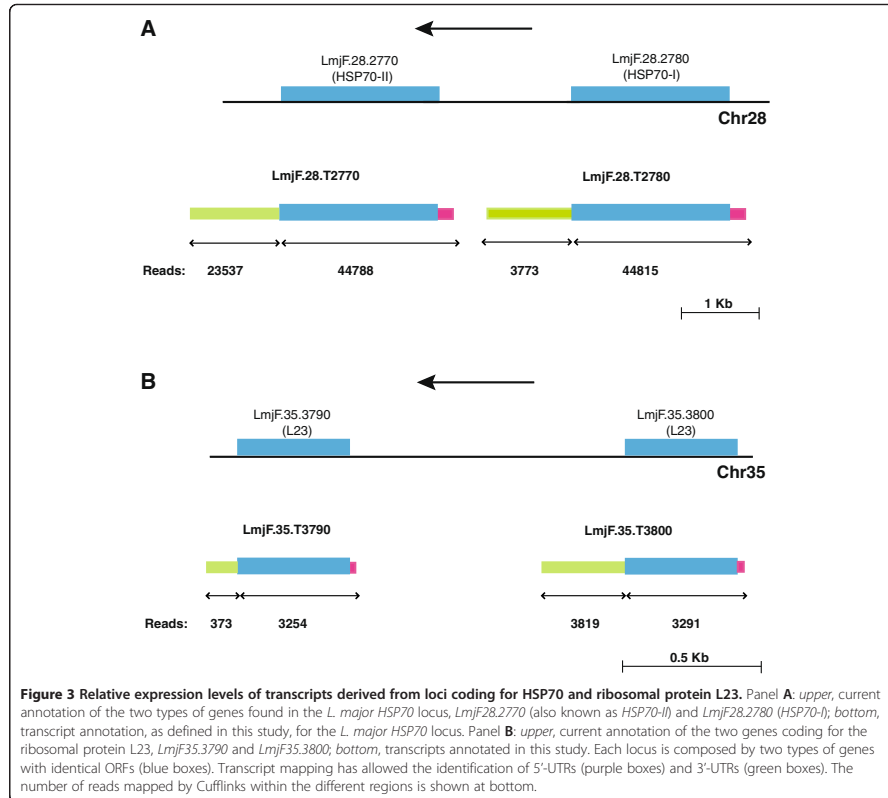 A
LmjF.28.2770
(HSP70-II)
LmjF.28.2780
(HSP70-I)
Chr28
LmjF.28.T2770
LmjF.28.T2780
Reads: 23537 44788 3773 44815
1 Kb
B
LmjF.35.3790
(L23)
LmjF.35.3800
(L23)
Chr35
LmjF.35.T3790
LmjF.35.T3800
Reads: 373 3254 3819 3291
0.5 Kb
Figure 3 Relative expression levels of transcripts derived from loci coding for HSP70 and ribosomal protein L23. Panel A: upper, current
annotation of the two types of genes found in the L. major HSP70 locus, LmjF28.2770 (also known as HSP70-II) and LmjF28.2780 (HSP70-I); bottom,
transcript annotation, as defined in this study, for the L. major HSP70 locus. Panel B: upper, current annotation of the two genes coding for the
ribosomal protein L23, LmjF35.3790 and LmjF35.3800; bottom, transcripts annotated in this study. Each locus is composed by two types of genes
with identical ORFs (blue boxes). Transcript mapping has allowed the identification of 5′-UTRs (purple boxes) and 3′-UTRs (green boxes). The
number of reads mapped by Cufflinks within the different regions is shown at bottom.